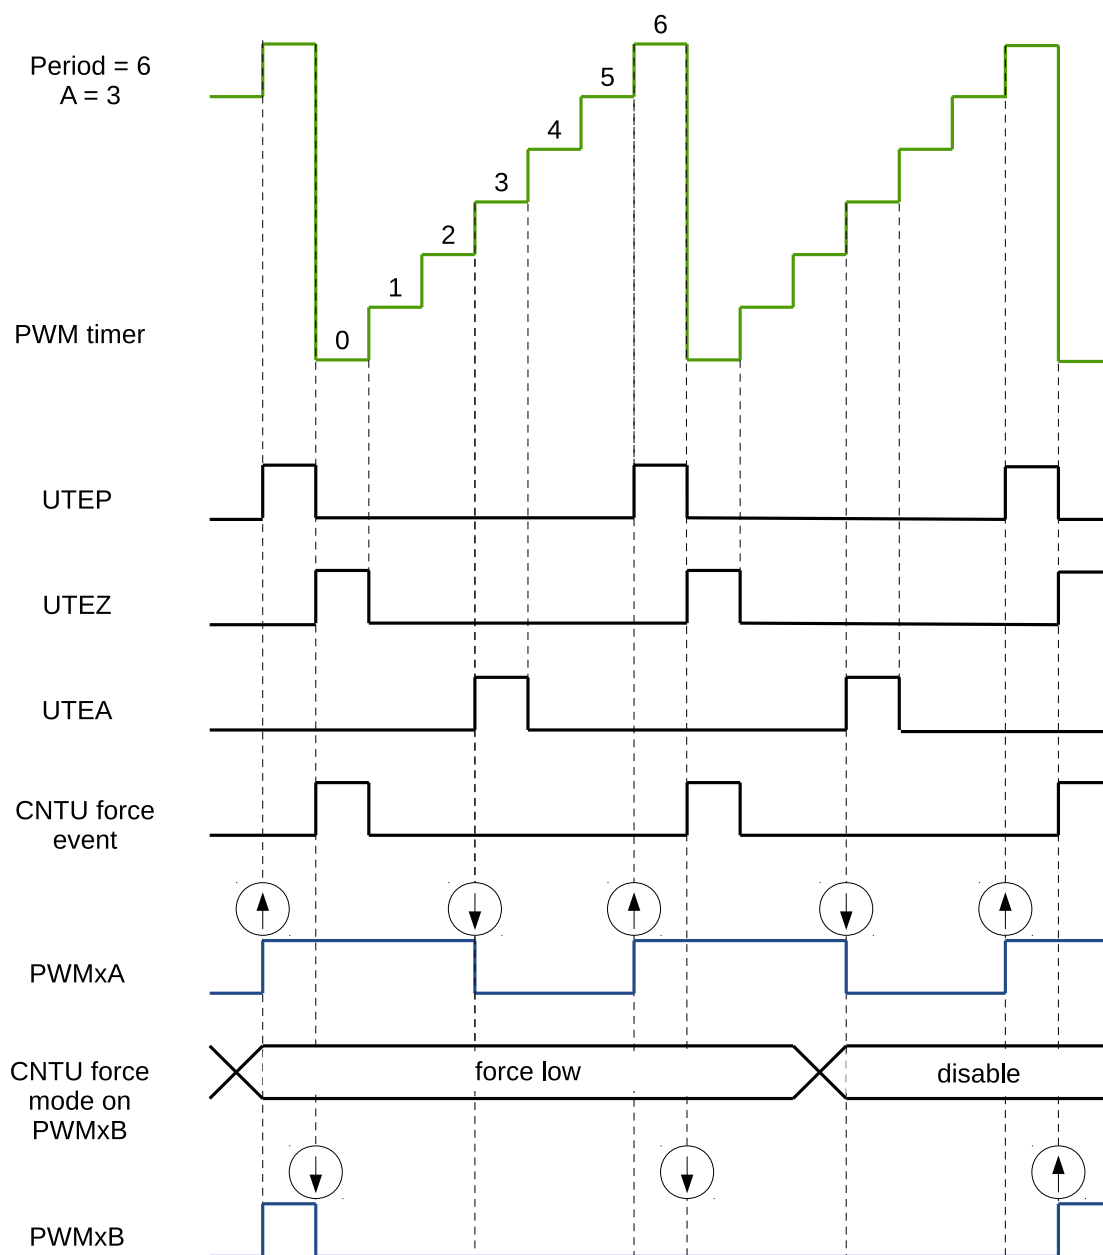 6
Period = 6
A = 3
5
4
3
2
1
0
PWM timer
UTEP
UTEZ
UTEA
CNTU force
event
PWMxA
CNTU force
mode on
PWMxB
force low
disable
PWMxB